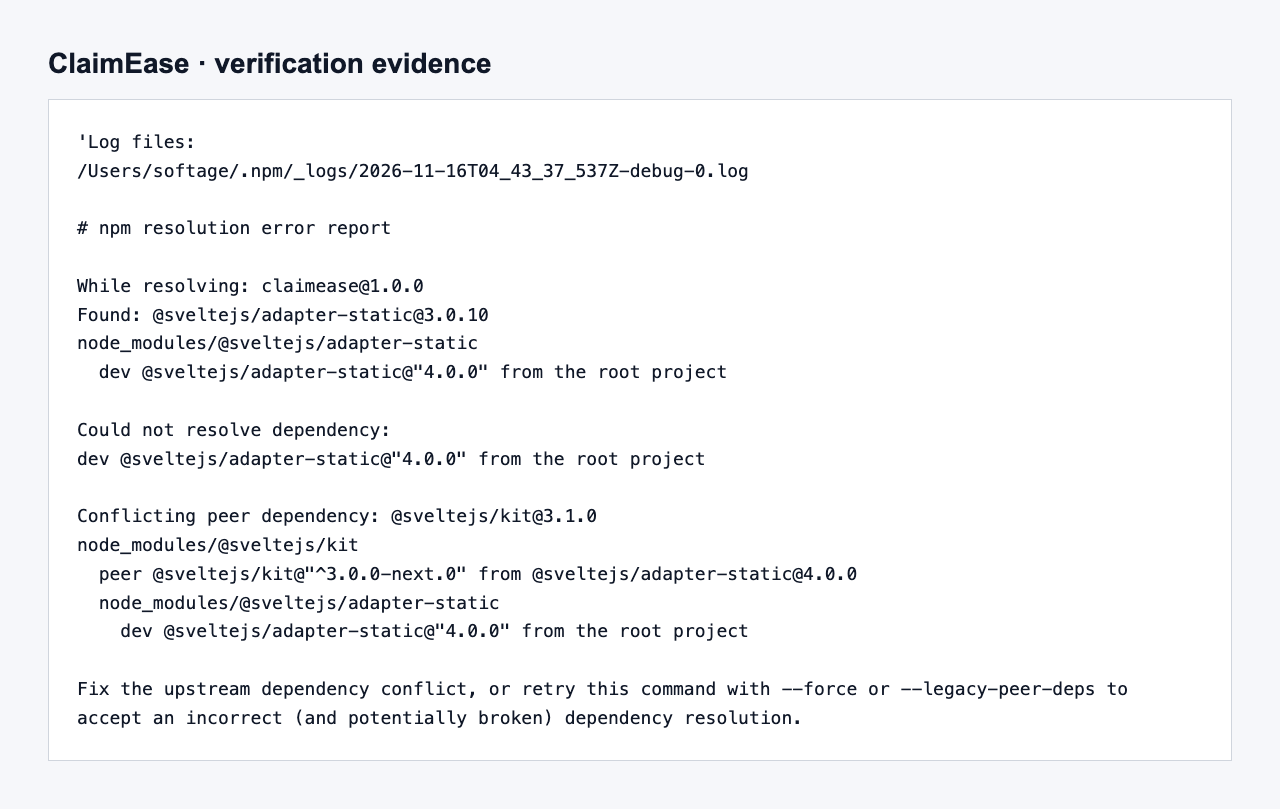 ClaimEase · verification evidence
'Log files:
/Users/softage/.npm/_logs/2026-11-16T04_43_37_537Z-debug-0.log
# npm resolution error report
While resolving: claimease@1.0.0
Found: @sveltejs/adapter-static@3.0.10
node_modules/@sveltejs/adapter-static
  dev @sveltejs/adapter-static@"4.0.0" from the root project
Could not resolve dependency:
dev @sveltejs/adapter-static@"4.0.0" from the root project
Conflicting peer dependency: @sveltejs/kit@3.1.0
node_modules/@sveltejs/kit
  peer @sveltejs/kit@"^3.0.0-next.0" from @sveltejs/adapter-static@4.0.0
  node_modules/@sveltejs/adapter-static
    dev @sveltejs/adapter-static@"4.0.0" from the root project
Fix the upstream dependency conflict, or retry this command with --force or --legacy-peer-deps to
accept an incorrect (and potentially broken) dependency resolution.